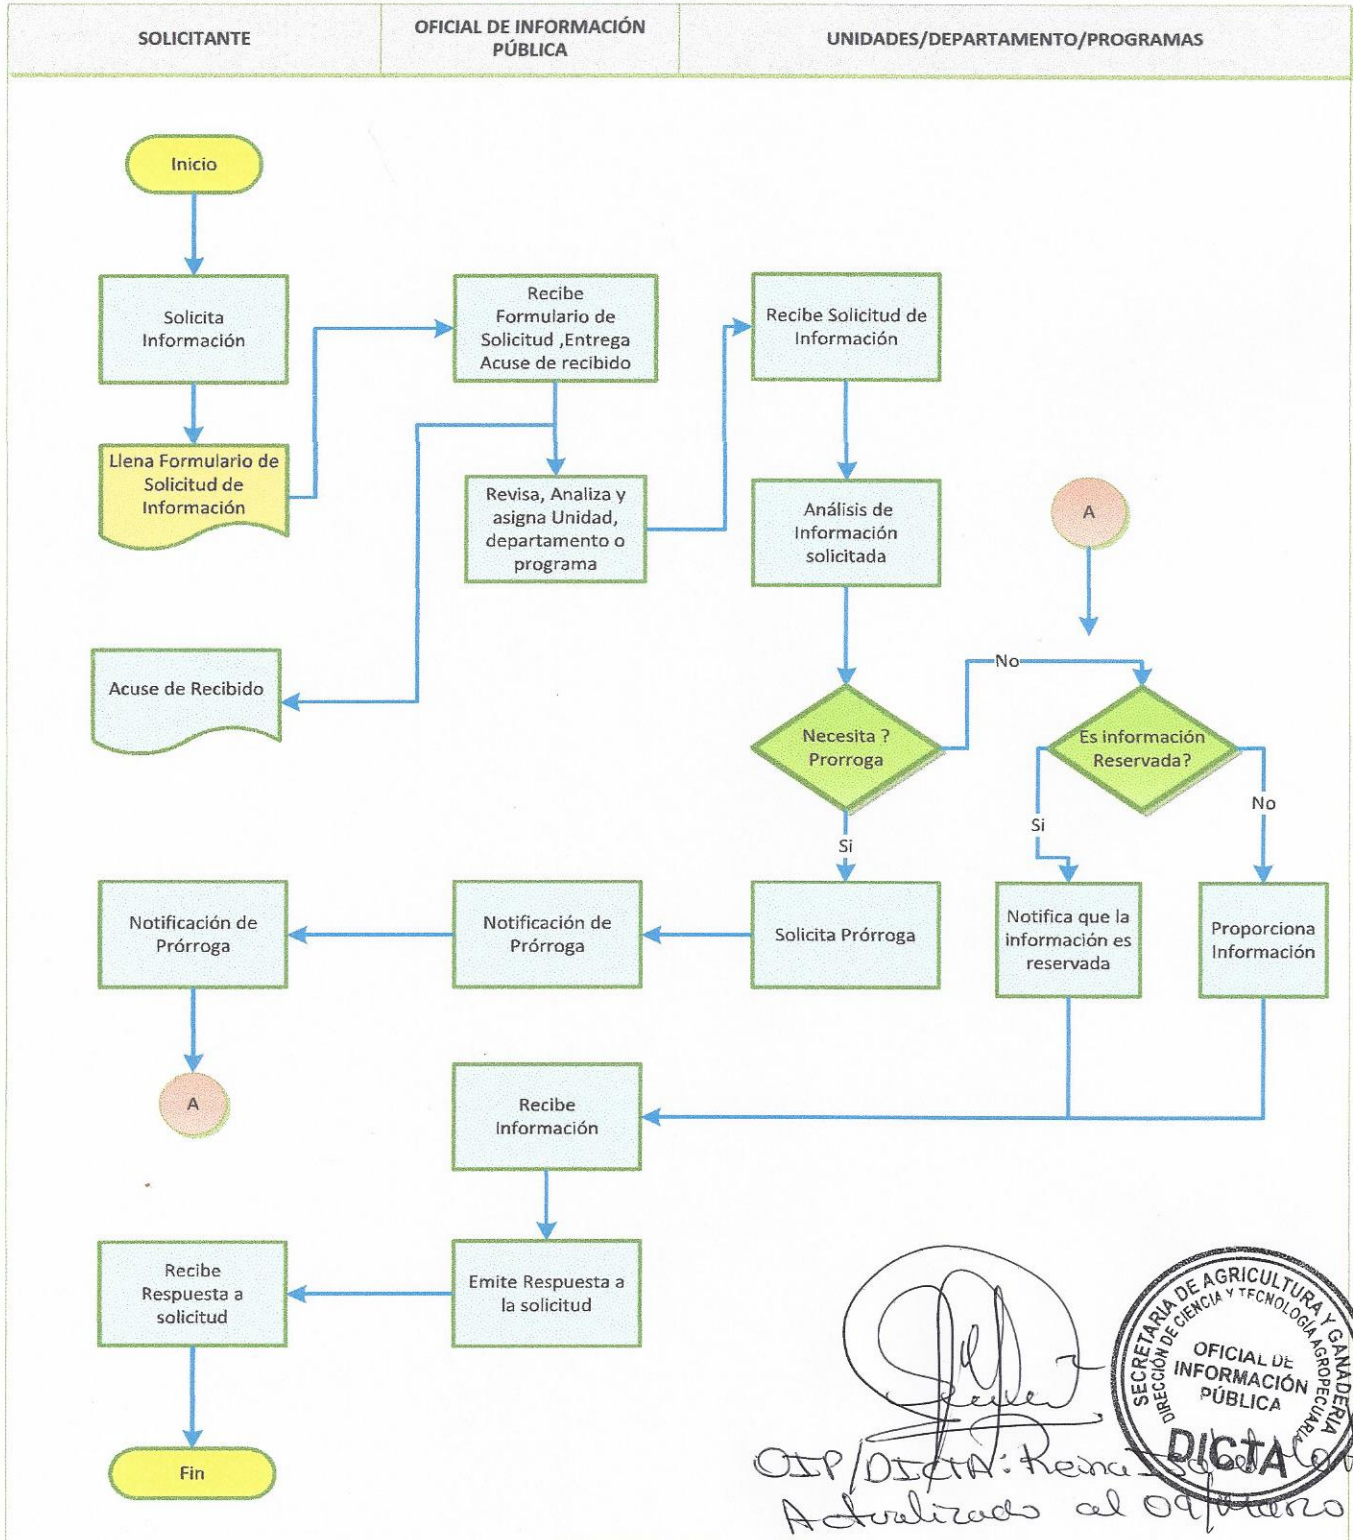 SOLICITANTE
OFICIAL DE INFORMACIÓN
PÚBLICA
UNIDADES/DEPARTAMENTO/PROGRAMAS
Inicio
Solicita
Información
Recibe
Formulario de
Solicitud ,Entrega
Acuse de recibido
Recibe Solicitud de
Información
Llena Formulario de
Solicitud de
Información
Revisa, Analiza y
asigna Unidad,
departamento o
programa
Análisis de
Información
solicitada
A
Acuse de Recibido
No
Necesita ?
Prorroga
Es información
Reservada?
Si
Si
No
Notificación de
Prórroga
Notificación de
Prórroga
Solicita Prórroga
Notifica que la
información es
reservada
Proporciona
Información
A
Recibe
Información
Recibe
Respuesta a
solicitud
Emite Respuesta a
la solicitud
Fin
SECRETARIA DE AGRICULTURA Y GANADERIA
DIRECCIÓN DE CIENCIA Y TECNOLOGÍA AGROPECUARIA
OFICIAL DE
INFORMACIÓN
PÚBLICA
DICTA
OIP/DICTA: Reina Isabel
Actualizado al 09/Marzo